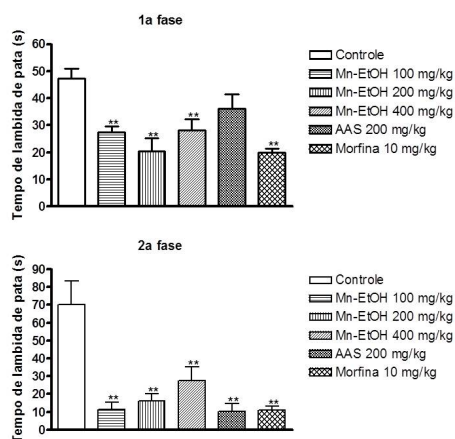 1a fase
Tempo de lambida de pata (s)
60
50
40
30
20
10
0
**
**
**
**
Controle
Mn-EtOH 100 mg/kg
Mn-EtOH 200 mg/kg
Mn-EtOH 400 mg/kg
AAS 200 mg/kg
Morfina 10 mg/kg
2a fase
Tempo de lambida de pata (s)
90
80
70
60
50
40
30
20
10
0
**
**
**
**
**
Controle
Mn-EtOH 100 mg/kg
Mn-EtOH 200 mg/kg
Mn-EtOH 400 mg/kg
AAS 200 mg/kg
Morfina 10 mg/kg